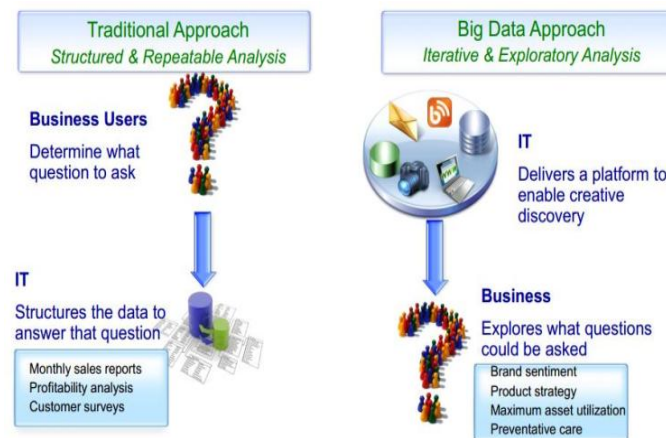 Traditional Approach
Structured & Repeatable Analysis
Business Users
Determine what
question to ask
IT
Structures the data to
answer that question
Monthly sales reports
Profitability analysis
Customer surveys
Big Data Approach
Iterative & Exploratory Analysis
IT
Delivers a platform to
enable creative
discovery
Business
Explores what questions
could be asked
Brand sentiment
Product strategy
Maximum asset utilization
Preventative care